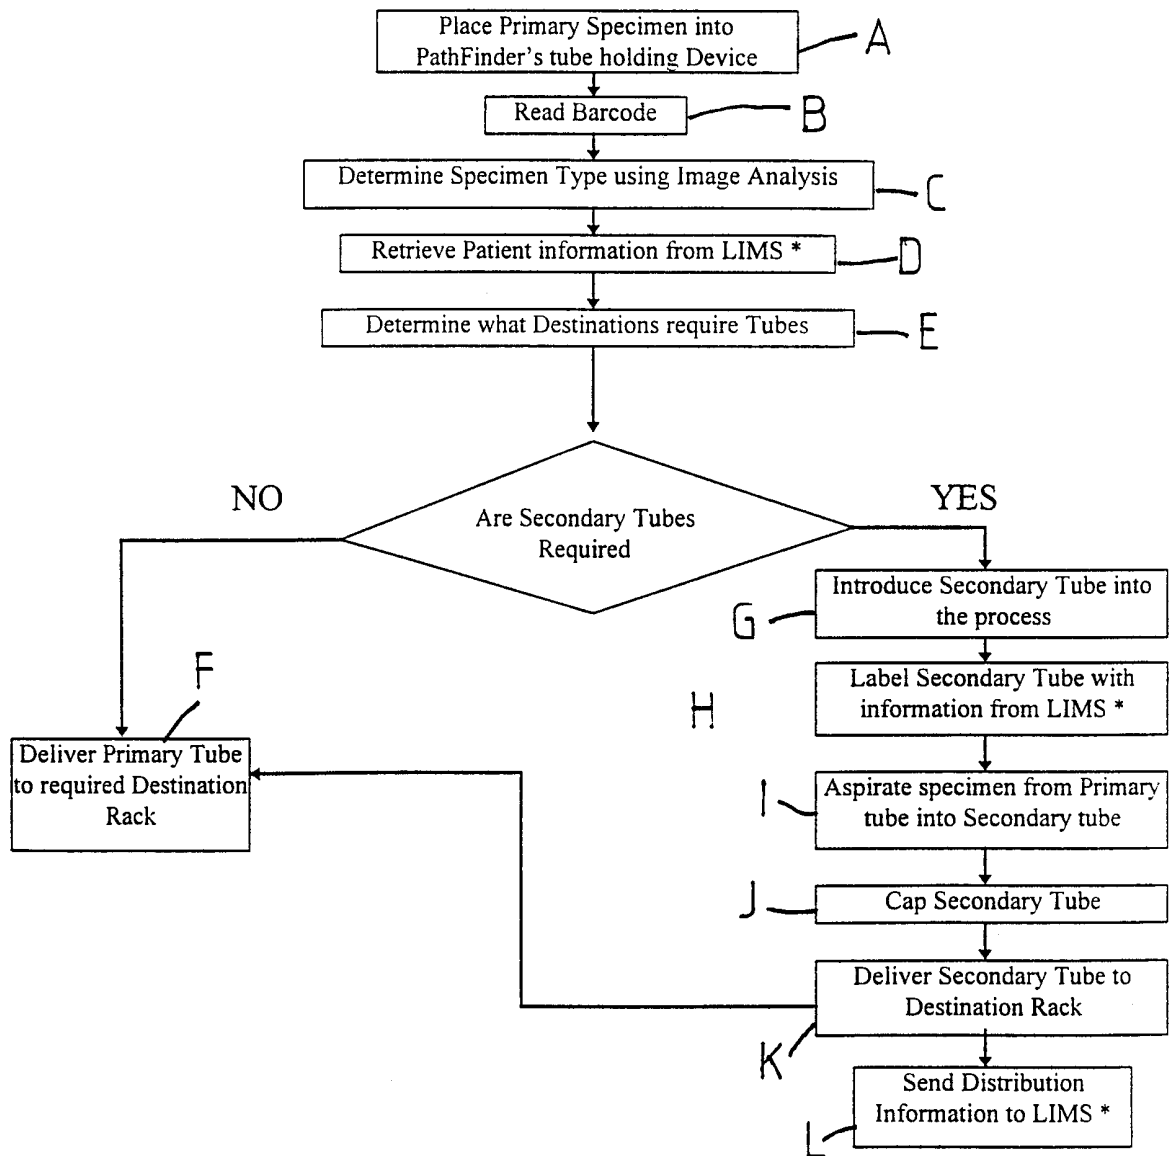 Place Primary Specimen into
PathFinder's tube holding Device
A
Read Barcode
B
Determine Specimen Type using Image Analysis
C
Retrieve Patient information from LIMS *
D
Determine what Destinations require Tubes
E
NO
YES
Are Secondary Tubes
Required
Introduce Secondary Tube into
the process
G
Label Secondary Tube with
information from LIMS *
H
F
Deliver Primary Tube
to required Destination
Rack
Aspirate specimen from Primary
tube into Secondary tube
I
Cap Secondary Tube
J
Deliver Secondary Tube to
Destination Rack
K
Send Distribution
Information to LIMS *
L